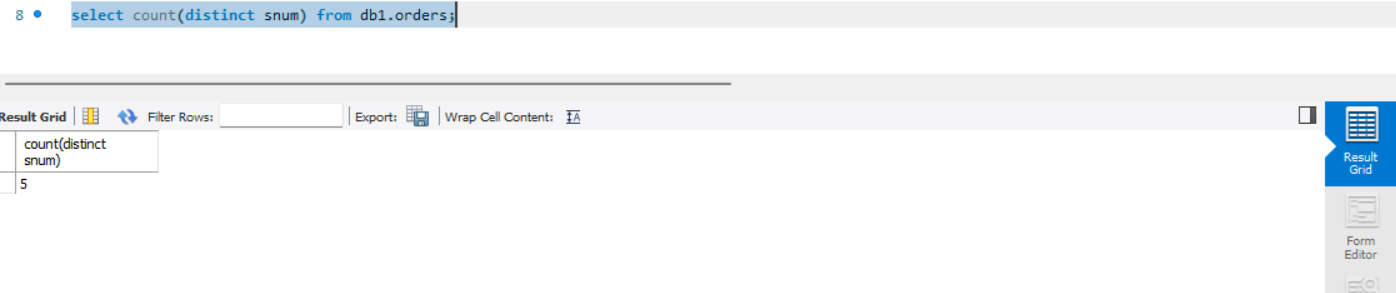 8 select count(distinct snum) from db1.orders;
Result Grid Filter Rows: Export: Wrap Cell Content: IA
count(distinct
snum)
5
Result
Grid
Form
Editor